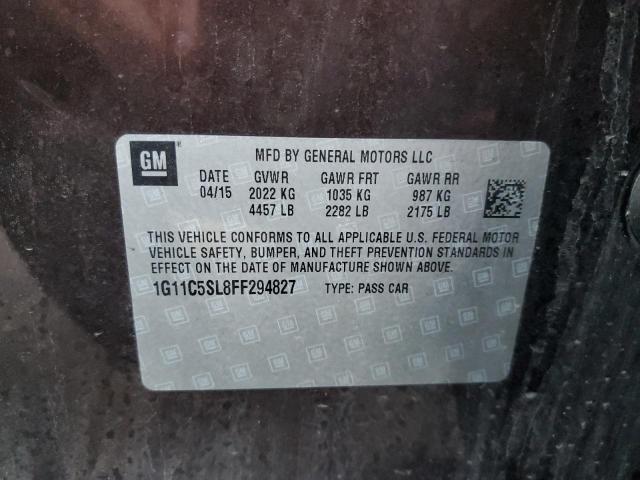 GM
MFD BY GENERAL MOTORS LLC
DATE GVWR GAWR FRT GAWR RR
04/15 2022 KG 1035 KG 987 KG
4457 LB 2282 LB 2175 LB
THIS VEHICLE CONFORMS TO ALL APPLICABLE U.S. FEDERAL MOTOR
VEHICLE SAFETY, BUMPER, AND THEFT PREVENTION STANDARDS IN
EFFECT ON THE DATE OF MANUFACTURE SHOWN ABOVE.
1G11C5SL8FF294827 TYPE: PASS CAR